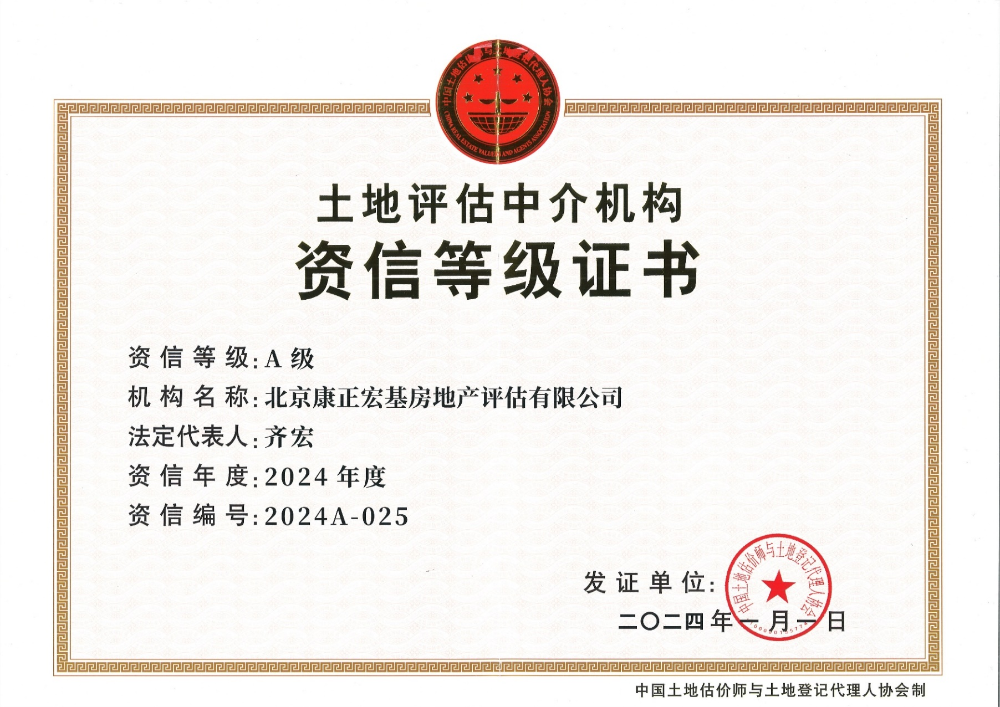 中国土地估价师与土地登记代理人协会
CHINA REAL ESTATE VALUERS AND AGENTS ASSOCIATION
土地评估中介机构
资信等级证书
资信等级:A 级
机构名称:北京康正宏基房地产评估有限公司
法定代表人:齐宏
资信年度:2024 年度
资信编号:2024A-025
发证单位:
中国土地估价师与土地登记代理人协会
二〇二四年一月一日
中国土地估价师与土地登记代理人协会制